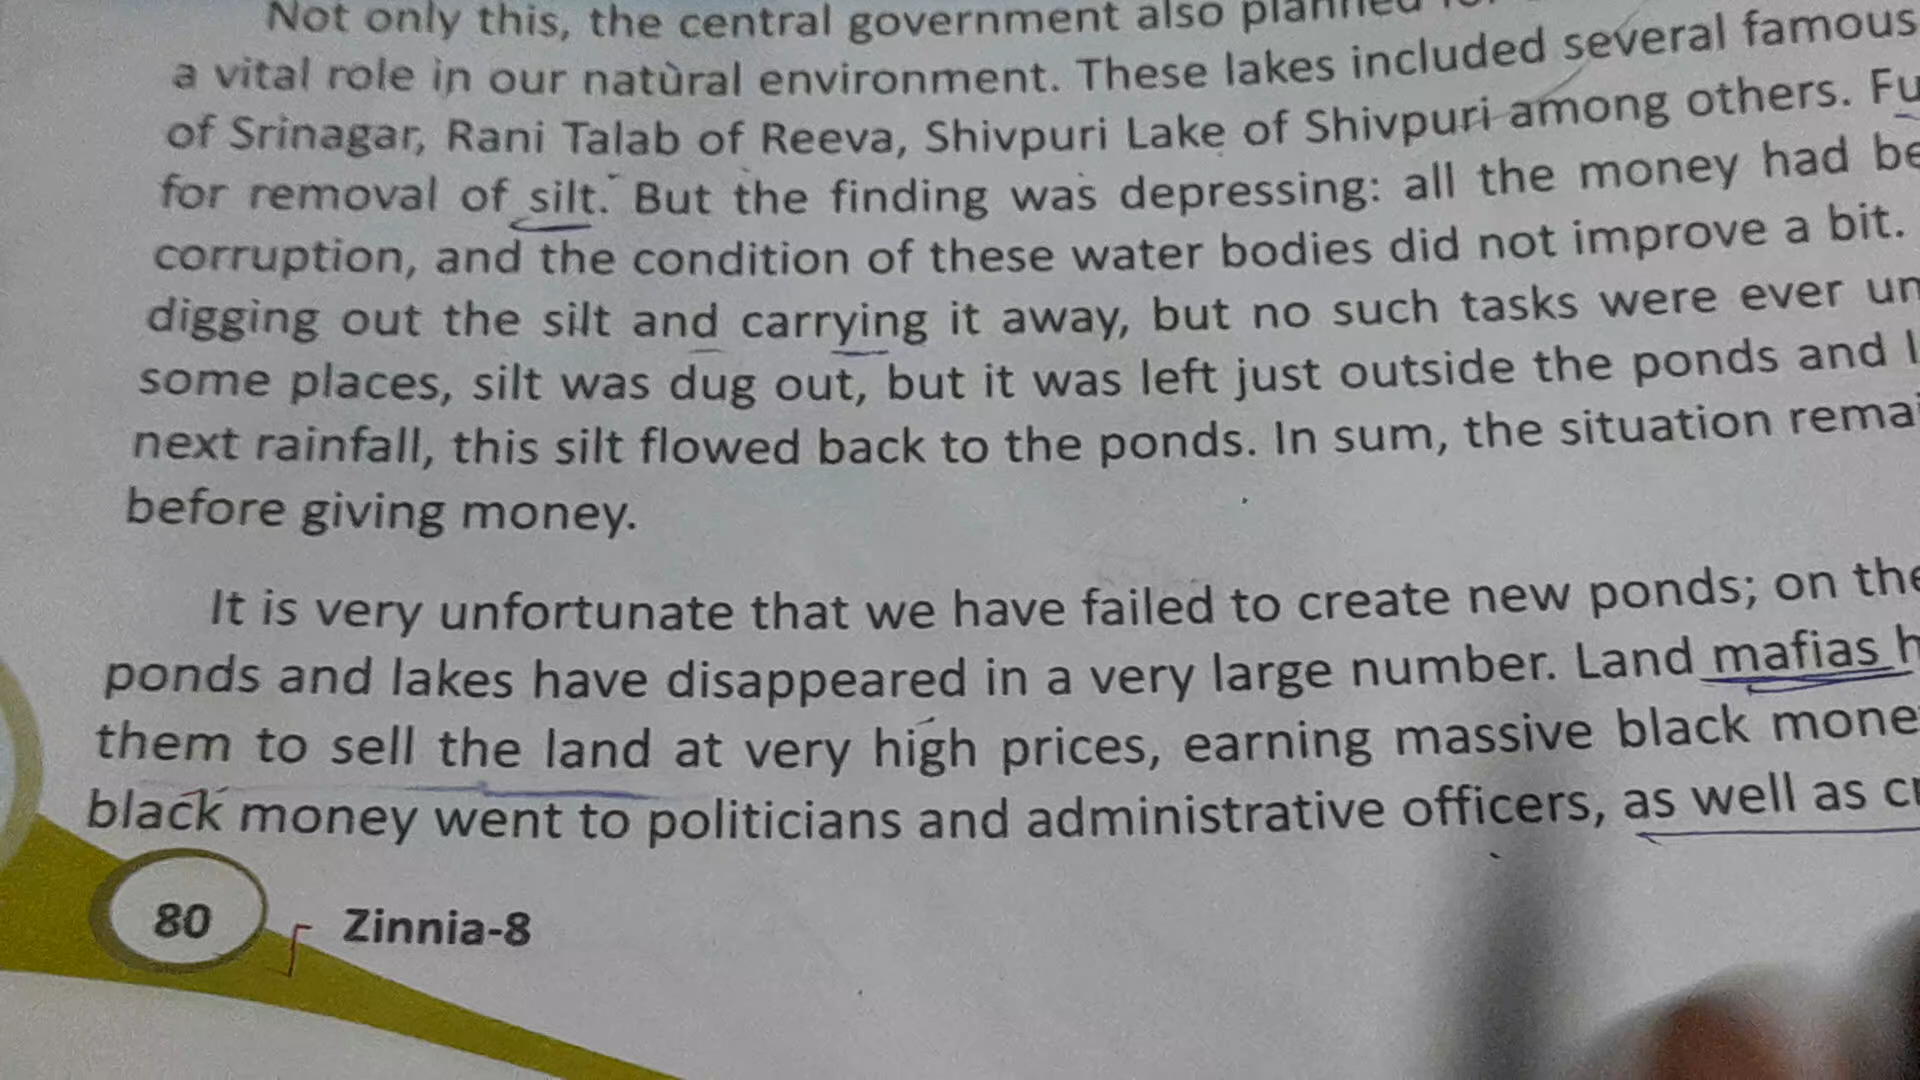 Not only this, the central government also planned
a vital role in our natural environment. These lakes included several famous
of Srinagar, Rani Talab of Reeva, Shivpuri Lake of Shivpuri among others.
for removal of silt. But the finding was depressing: all the money had
corruption, and the condition of these water bodies did not improve a bit.
digging out the silt and carrying it away, but no such tasks were ever
some places, silt was dug out, but it was left just outside the ponds and
next rainfall, this silt flowed back to the ponds. In sum, the situation
before giving money.
It is very unfortunate that we have failed to create new ponds; on
ponds and lakes have disappeared in a very large number. Land mafias
them to sell the land at very high prices, earning massive black
black money went to politicians and administrative officers, as well as
80 Zinnia-8